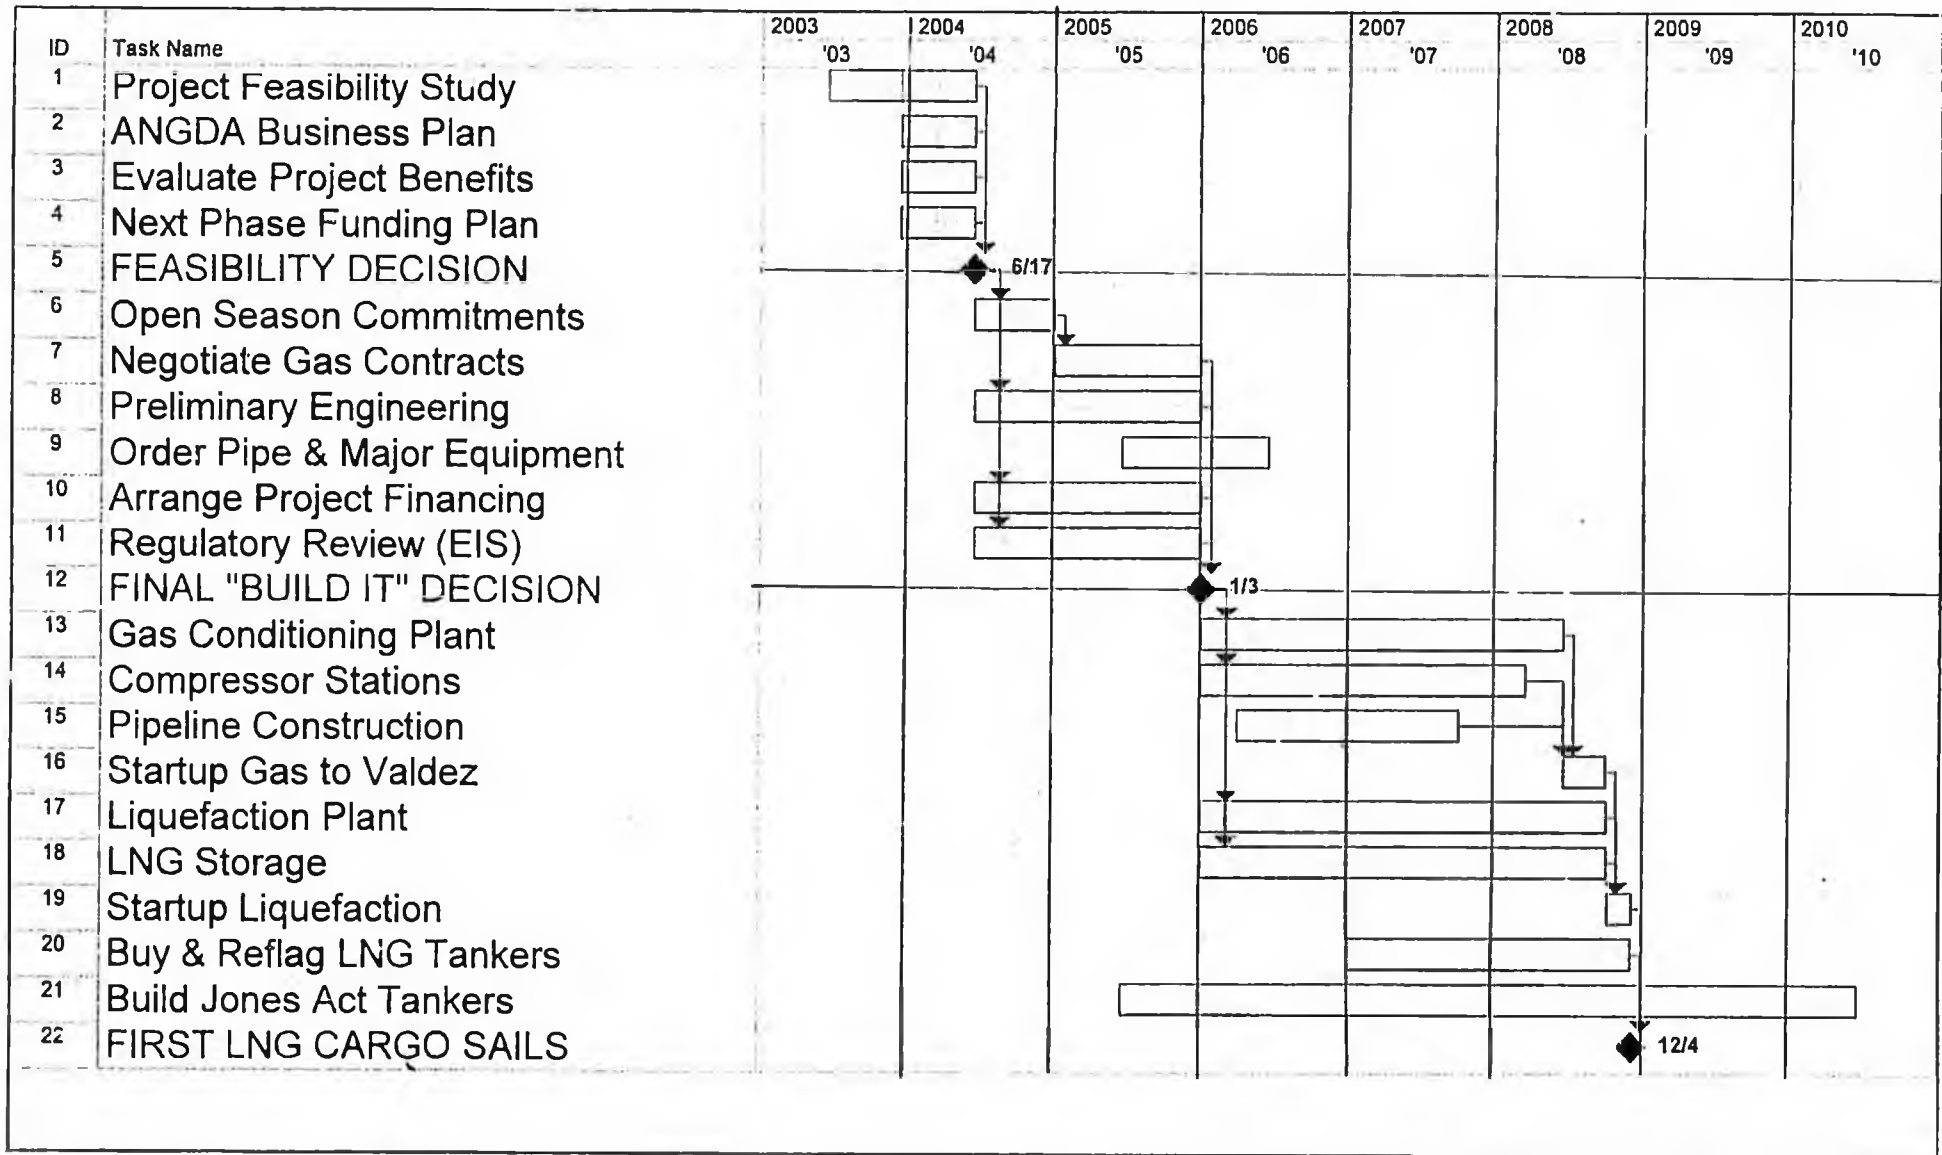 2003 2004 2005 2006 2007 2008 2009 2010
ID Task Name '03 '04 '05 '06 '07 '08 '09 '10
1 Project Feasibility Study
2 ANGDA Business Plan
3 Evaluate Project Benefits
4 Next Phase Funding Plan
5 FEASIBILITY DECISION 6/17
6 Open Season Commitments
7 Negotiate Gas Contracts
8 Preliminary Engineering
9 Order Pipe & Major Equipment
10 Arrange Project Financing
11 Regulatory Review (EIS)
12 FINAL "BUILD IT" DECISION 1/3
13 Gas Conditioning Plant
14 Compressor Stations
15 Pipeline Construction
16 Startup Gas to Valdez
17 Liquefaction Plant
18 LNG Storage
19 Startup Liquefaction
20 Buy & Reflag LNG Tankers
21 Build Jones Act Tankers
22 FIRST LNG CARGO SAILS 12/4